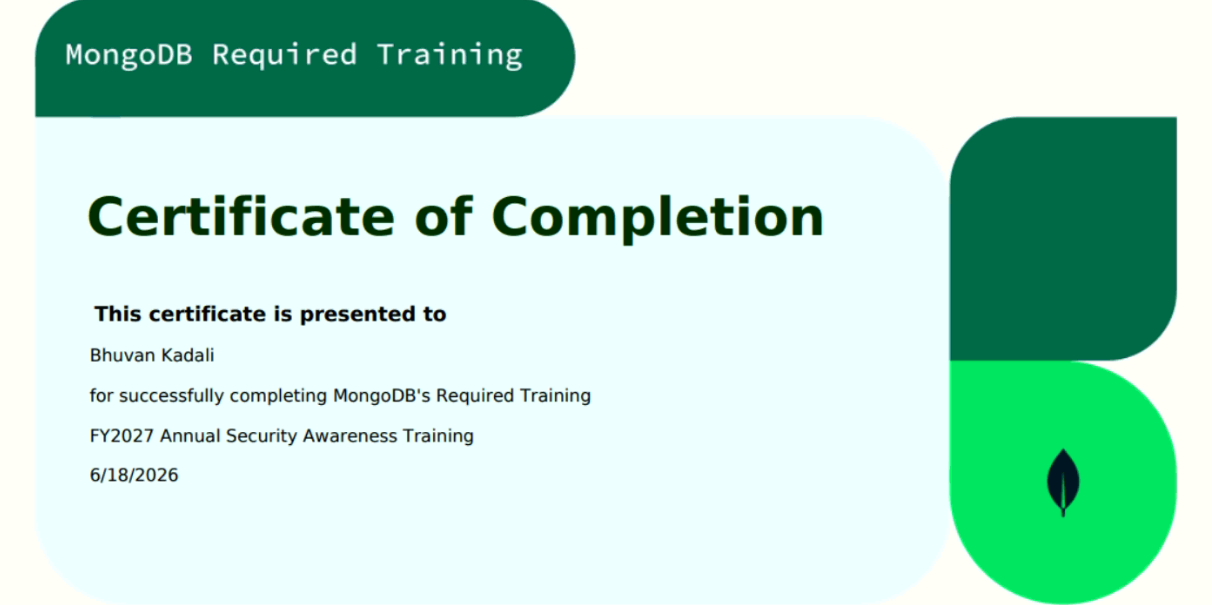 MongoDB Required Training
Certificate of Completion
This certificate is presented to
Bhuvan Kadali
for successfully completing MongoDB's Required Training
FY2027 Annual Security Awareness Training
6/18/2026